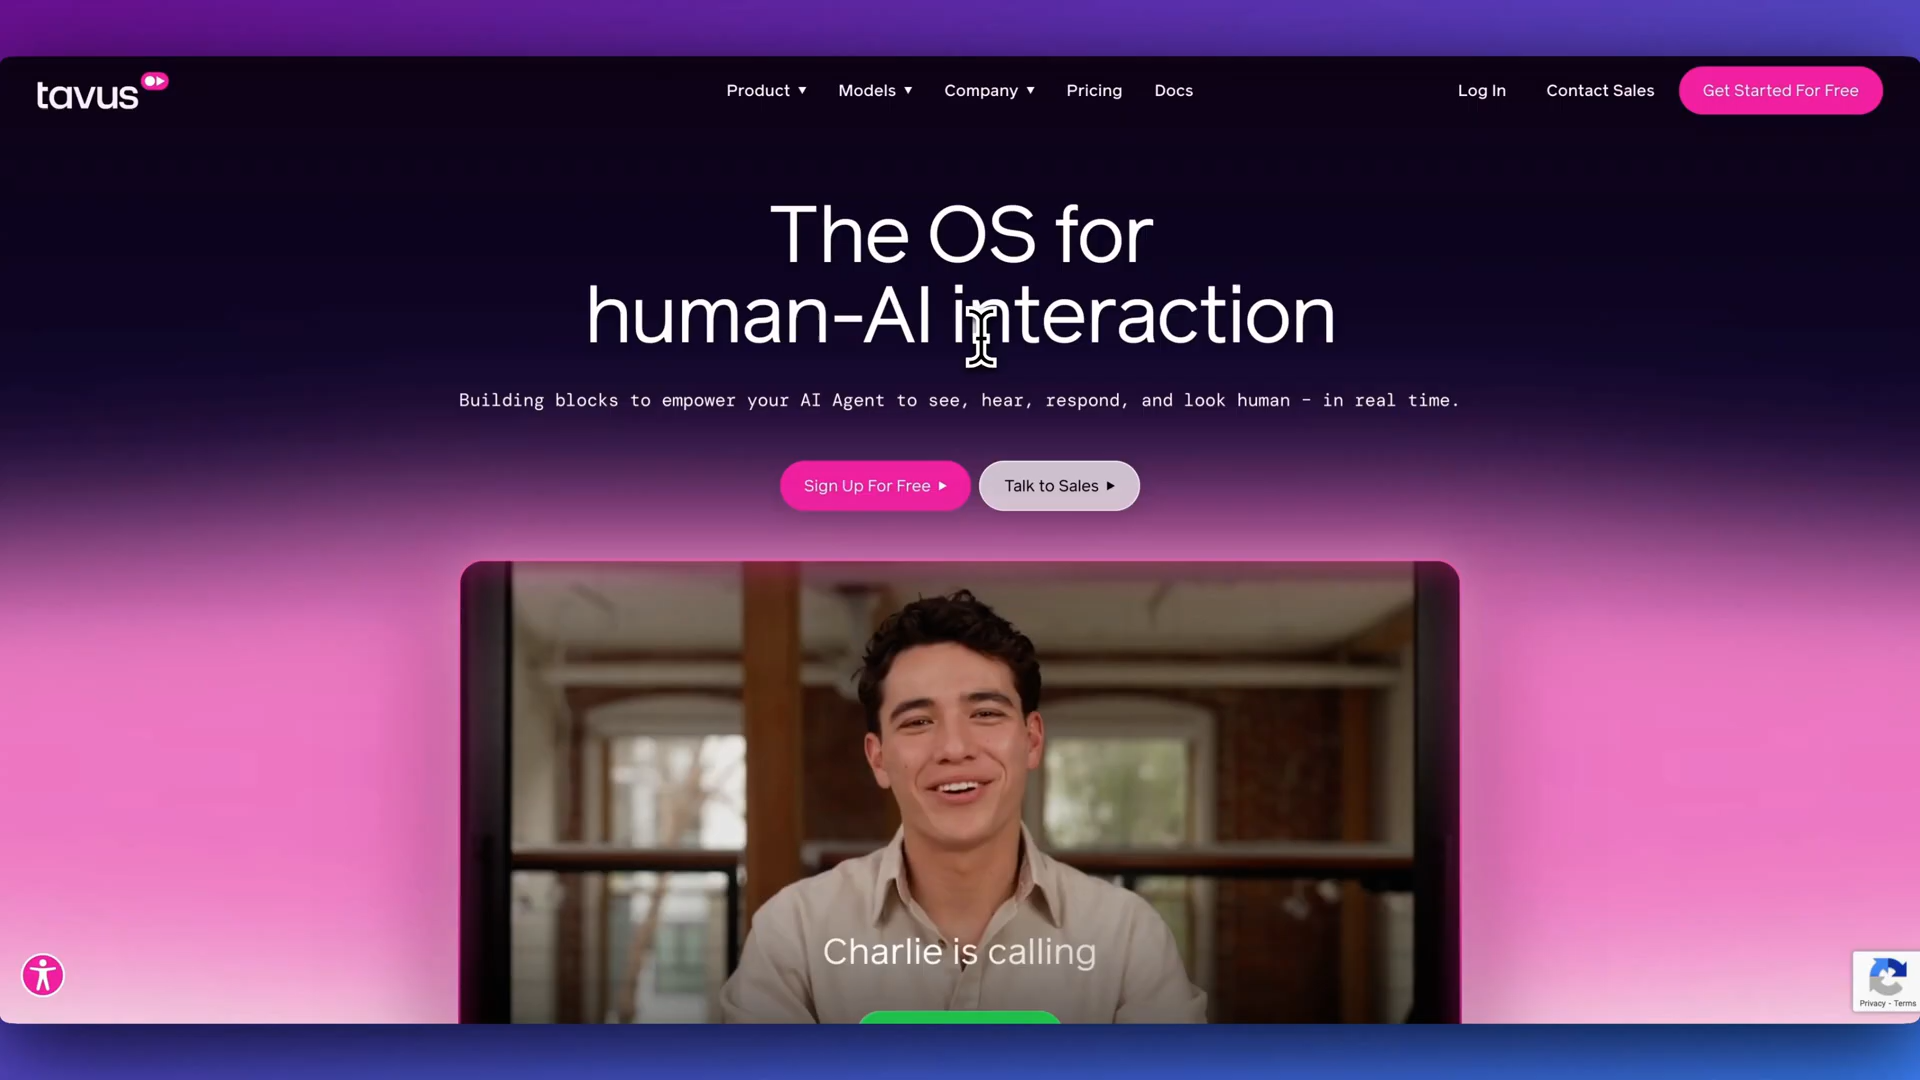 tavus
Product ▼ Models ▼ Company ▼ Pricing Docs
Log In Contact Sales Get Started For Free
The OS for
human-AI interaction
Building blocks to empower your AI Agent to see, hear, respond, and look human – in real time.
Sign Up For Free ▶ Talk to Sales ▶
Charlie is calling
Privacy - Terms